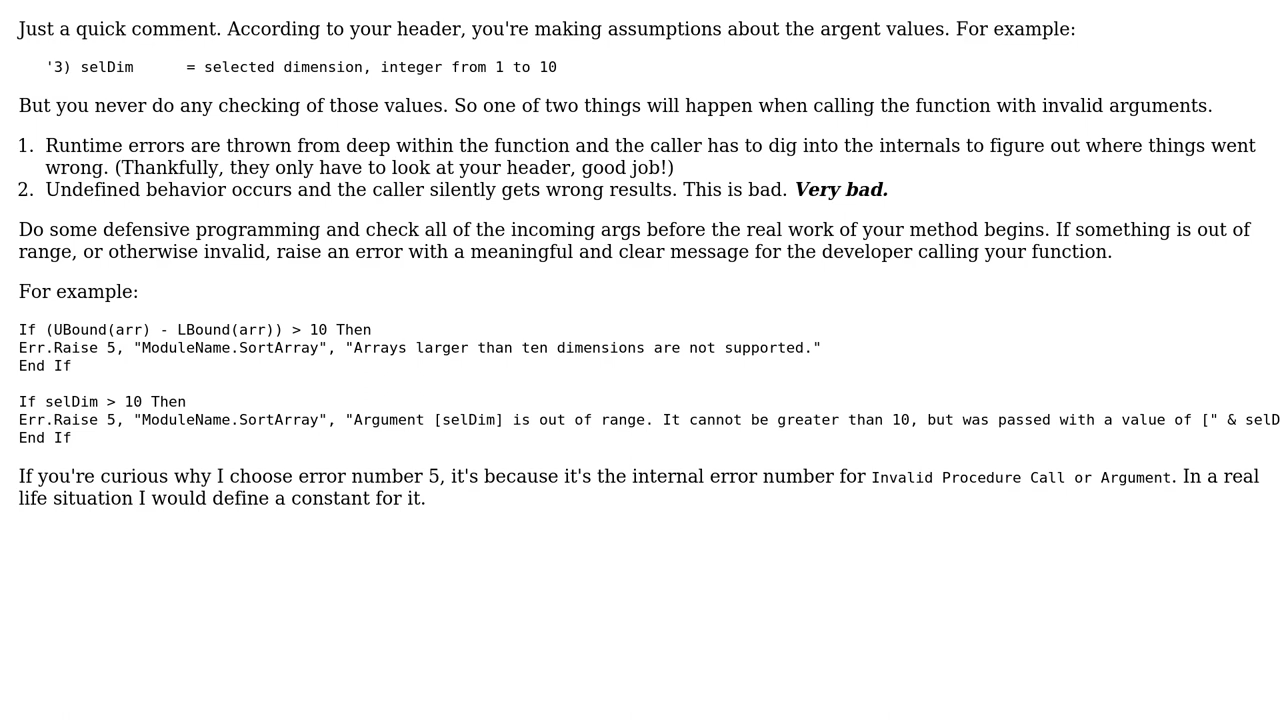 Just a quick comment. According to your header, you're making assumptions about the argent values. For example:
'3) selDim      = selected dimension, integer from 1 to 10
But you never do any checking of those values. So one of two things will happen when calling the function with invalid arguments.
1. Runtime errors are thrown from deep within the function and the caller has to dig into the internals to figure out where things went
wrong. (Thankfully, they only have to look at your header, good job!)
2. Undefined behavior occurs and the caller silently gets wrong results. This is bad. Very bad.
Do some defensive programming and check all of the incoming args before the real work of your method begins. If something is out of
range, or otherwise invalid, raise an error with a meaningful and clear message for the developer calling your function.
For example:
If (UBound(arr) - LBound(arr)) > 10 Then
Err.Raise 5, "ModuleName.SortArray", "Arrays larger than ten dimensions are not supported."
End If
If selDim > 10 Then
Err.Raise 5, "ModuleName.SortArray", "Argument [selDim] is out of range. It cannot be greater than 10, but was passed with a value of [" & selD
End If
If you're curious why I choose error number 5, it's because it's the internal error number for Invalid Procedure Call or Argument. In a real
life situation I would define a constant for it.